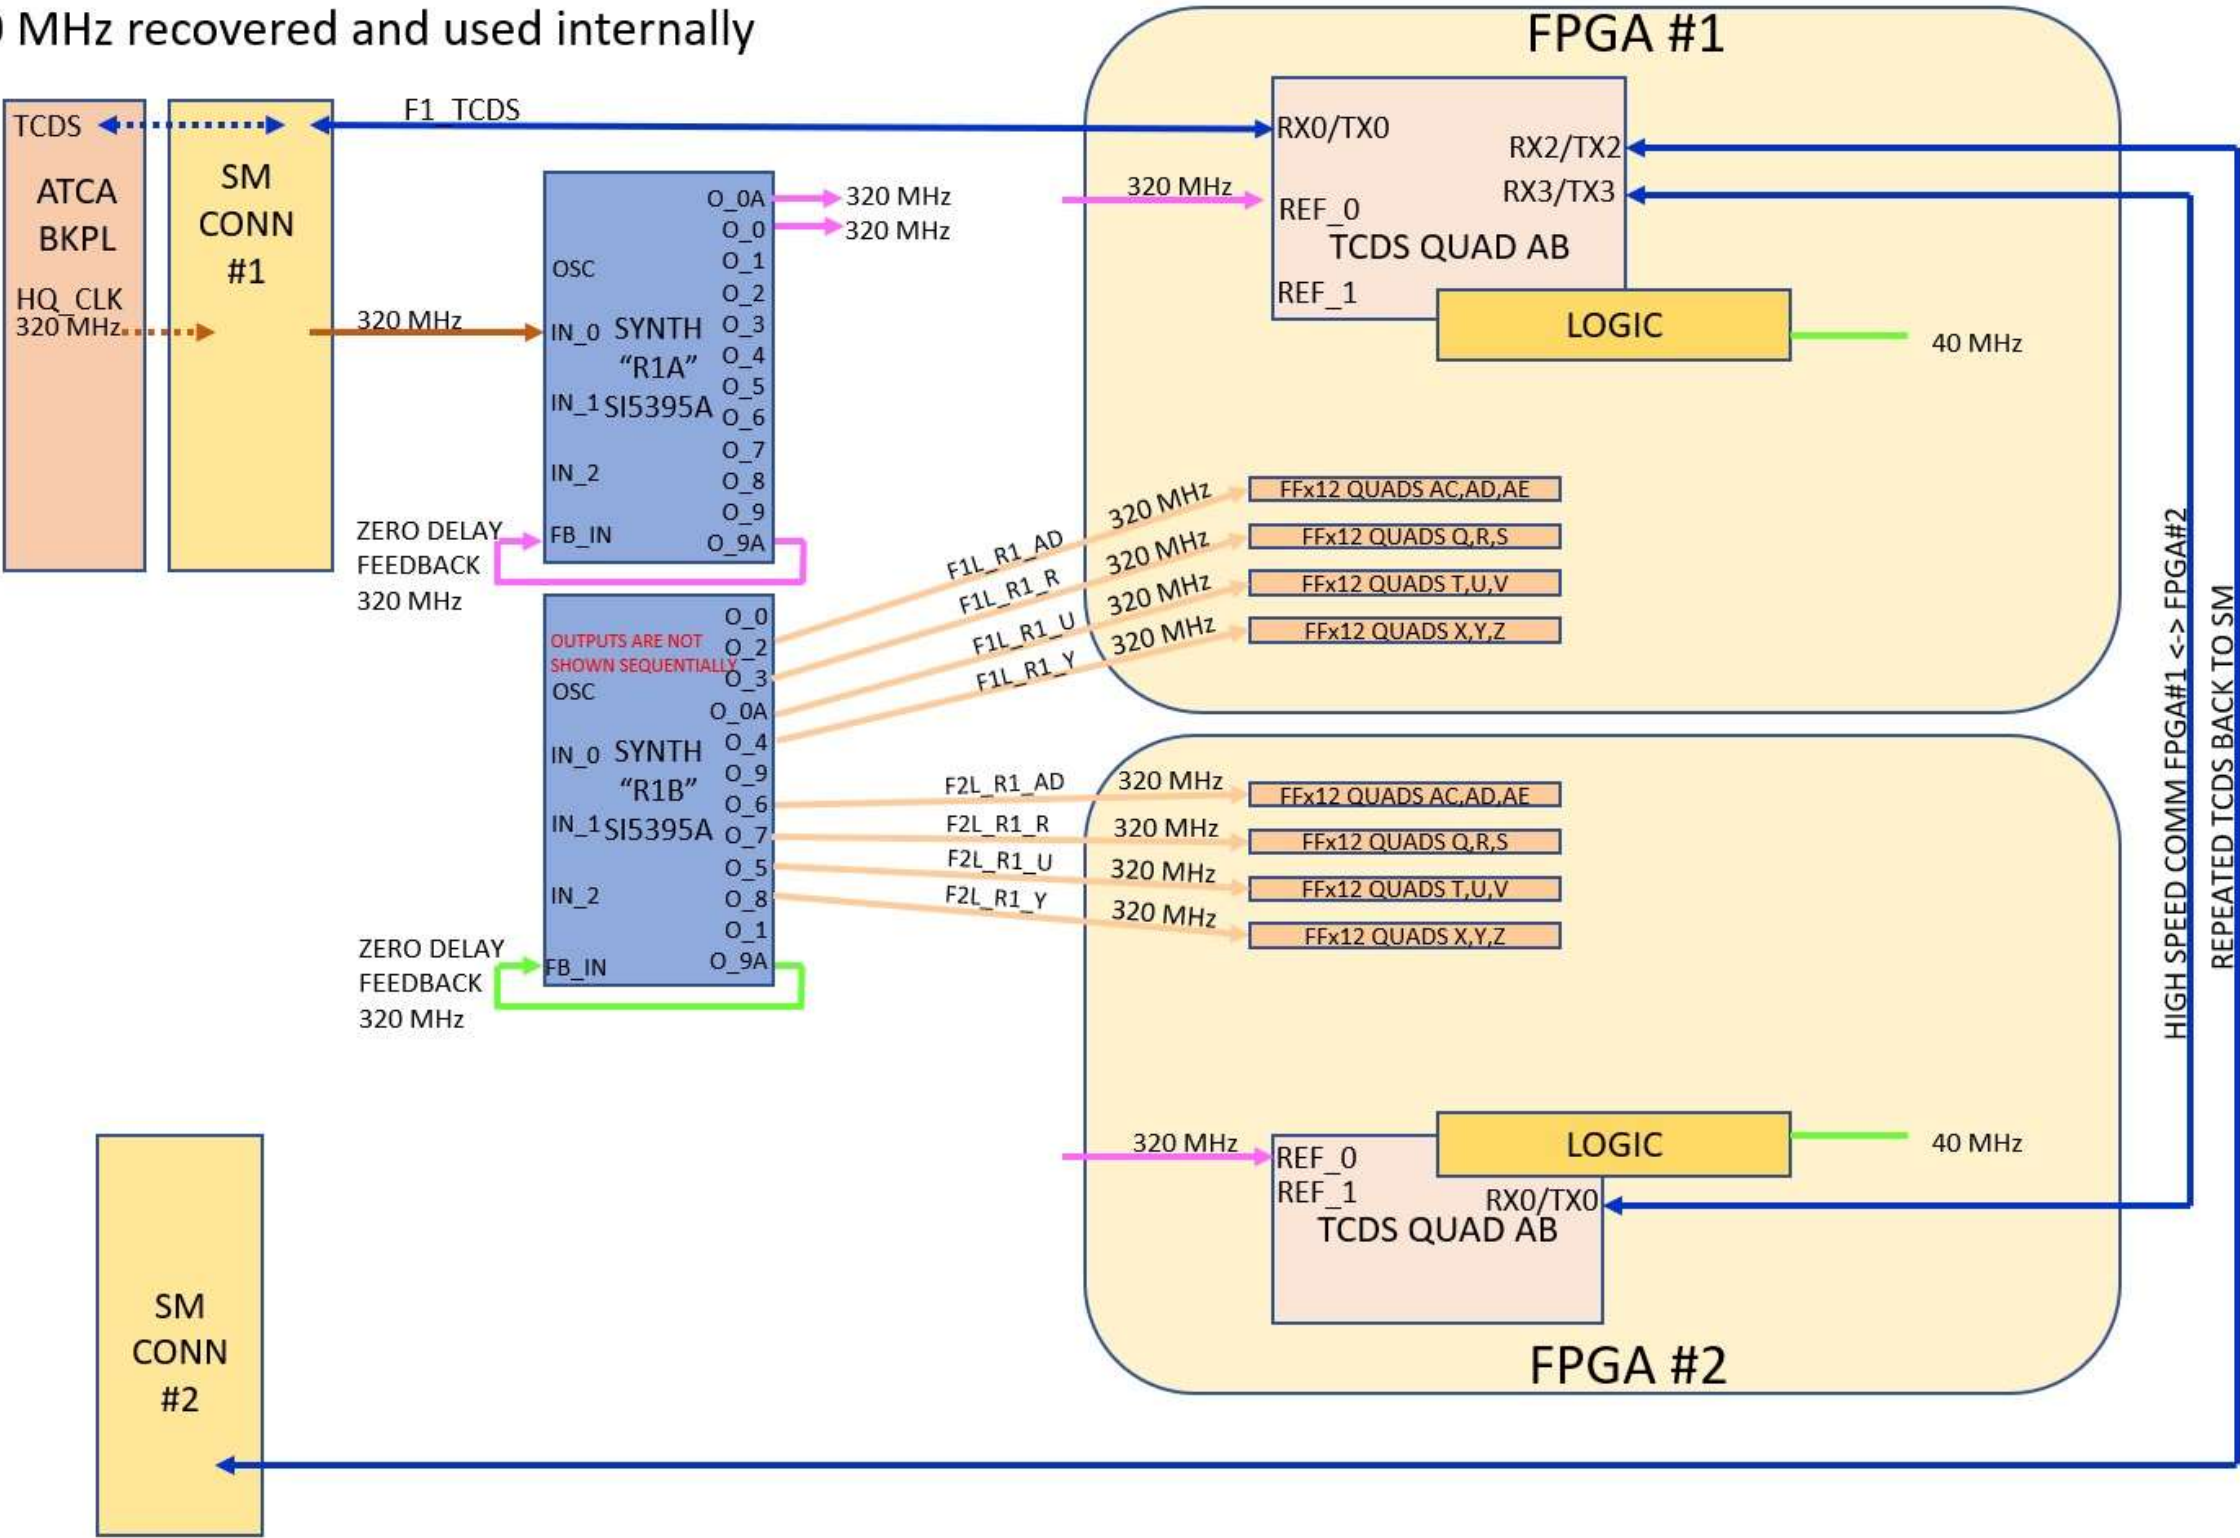 MHz recovered and used internally
TCDS
ATCA
BKPL
HQ_CLK
320 MHz
SM
CONN
#1
F1_TCDS
320 MHz
OSC
IN_0
IN_1
IN_2
FB_IN
SYNTH
“R1A”
SI5395A
O_0A
O_0
O_1
O_2
O_3
O_4
O_5
O_6
O_7
O_8
O_9
O_9A
320 MHz
320 MHz
ZERO DELAY
FEEDBACK
320 MHz
OUTPUTS ARE NOT
SHOWN SEQUENTIALLY
OSC
IN_0
IN_1
IN_2
FB_IN
SYNTH
“R1B”
SI5395A
O_0
O_2
O_3
O_0A
O_4
O_9
O_6
O_7
O_5
O_8
O_1
O_9A
ZERO DELAY
FEEDBACK
320 MHz
F1L_R1_AD
F1L_R1_R
F1L_R1_U
F1L_R1_Y
320 MHz
320 MHz
320 MHz
320 MHz
F2L_R1_AD
F2L_R1_R
F2L_R1_U
F2L_R1_Y
320 MHz
320 MHz
320 MHz
320 MHz
FPGA #1
RX0/TX0
RX2/TX2
RX3/TX3
320 MHz
REF_0
TCDS QUAD AB
REF_1
LOGIC
40 MHz
FFx12 QUADS AC,AD,AE
FFx12 QUADS Q,R,S
FFx12 QUADS T,U,V
FFx12 QUADS X,Y,Z
FFx12 QUADS AC,AD,AE
FFx12 QUADS Q,R,S
FFx12 QUADS T,U,V
FFx12 QUADS X,Y,Z
320 MHz
REF_0
REF_1
LOGIC
40 MHz
RX0/TX0
TCDS QUAD AB
FPGA #2
HIGH SPEED COMM FPGA#1 <-> FPGA#2
REPEATED TCDS BACK TO SM
SM
CONN
#2